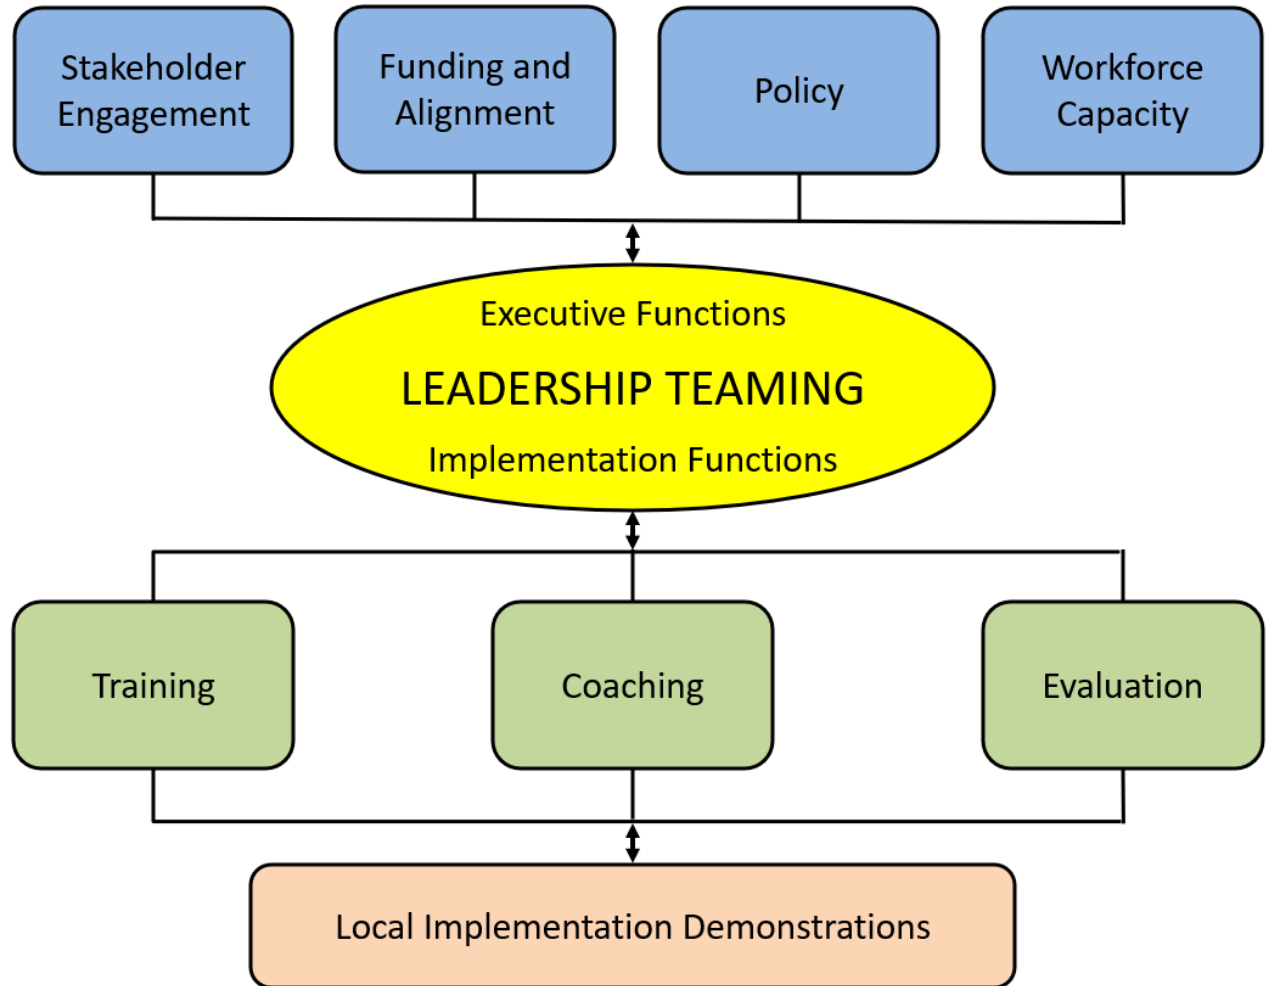 Stakeholder
Engagement
Funding and
Alignment
Policy
Workforce
Capacity
Executive Functions
LEADERSHIP TEAMING
Implementation Functions
Training
Coaching
Evaluation
Local Implementation Demonstrations